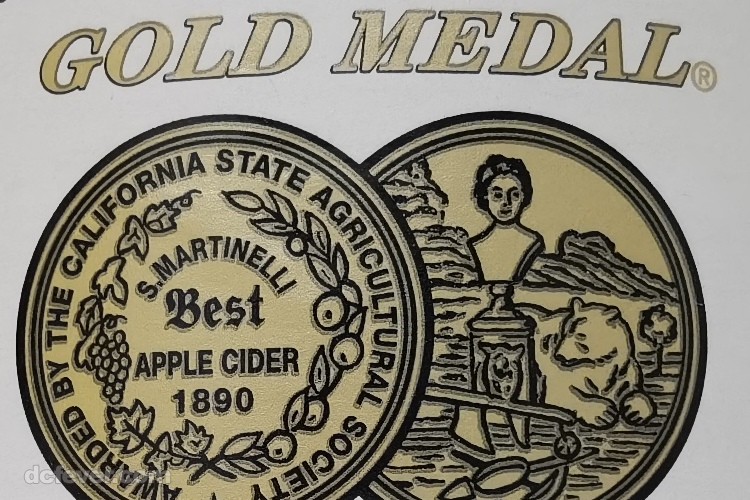 GOLD MEDAL®
AWARDED BY THE CALIFORNIA STATE AGRICULTURAL SOCIETY
S. MARTINELLI
Best
APPLE CIDER
1890